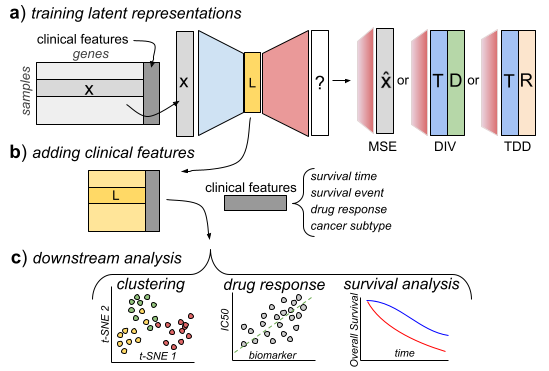 a) training latent representations
clinical features
genes
samples
x
x
L
?
x̂ or T D or T R
MSE DIV TDD
b) adding clinical features
L
clinical features
survival time
survival event
drug response
cancer subtype
c) downstream analysis
clustering drug response survival analysis
t-SNE 2
t-SNE 1
IC50
biomarker
Overall Survival
time